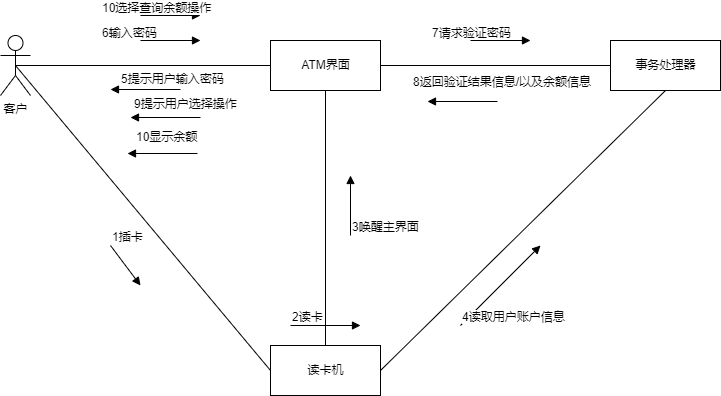 10选择查询余额操作
6输入密码
7请求验证密码
ATM界面
事务处理器
5提示用户输入密码
8返回验证结果信息/以及余额信息
9提示用户选择操作
客户
10显示余额
3唤醒主界面
1插卡
2读卡
4读取用户账户信息
读卡机